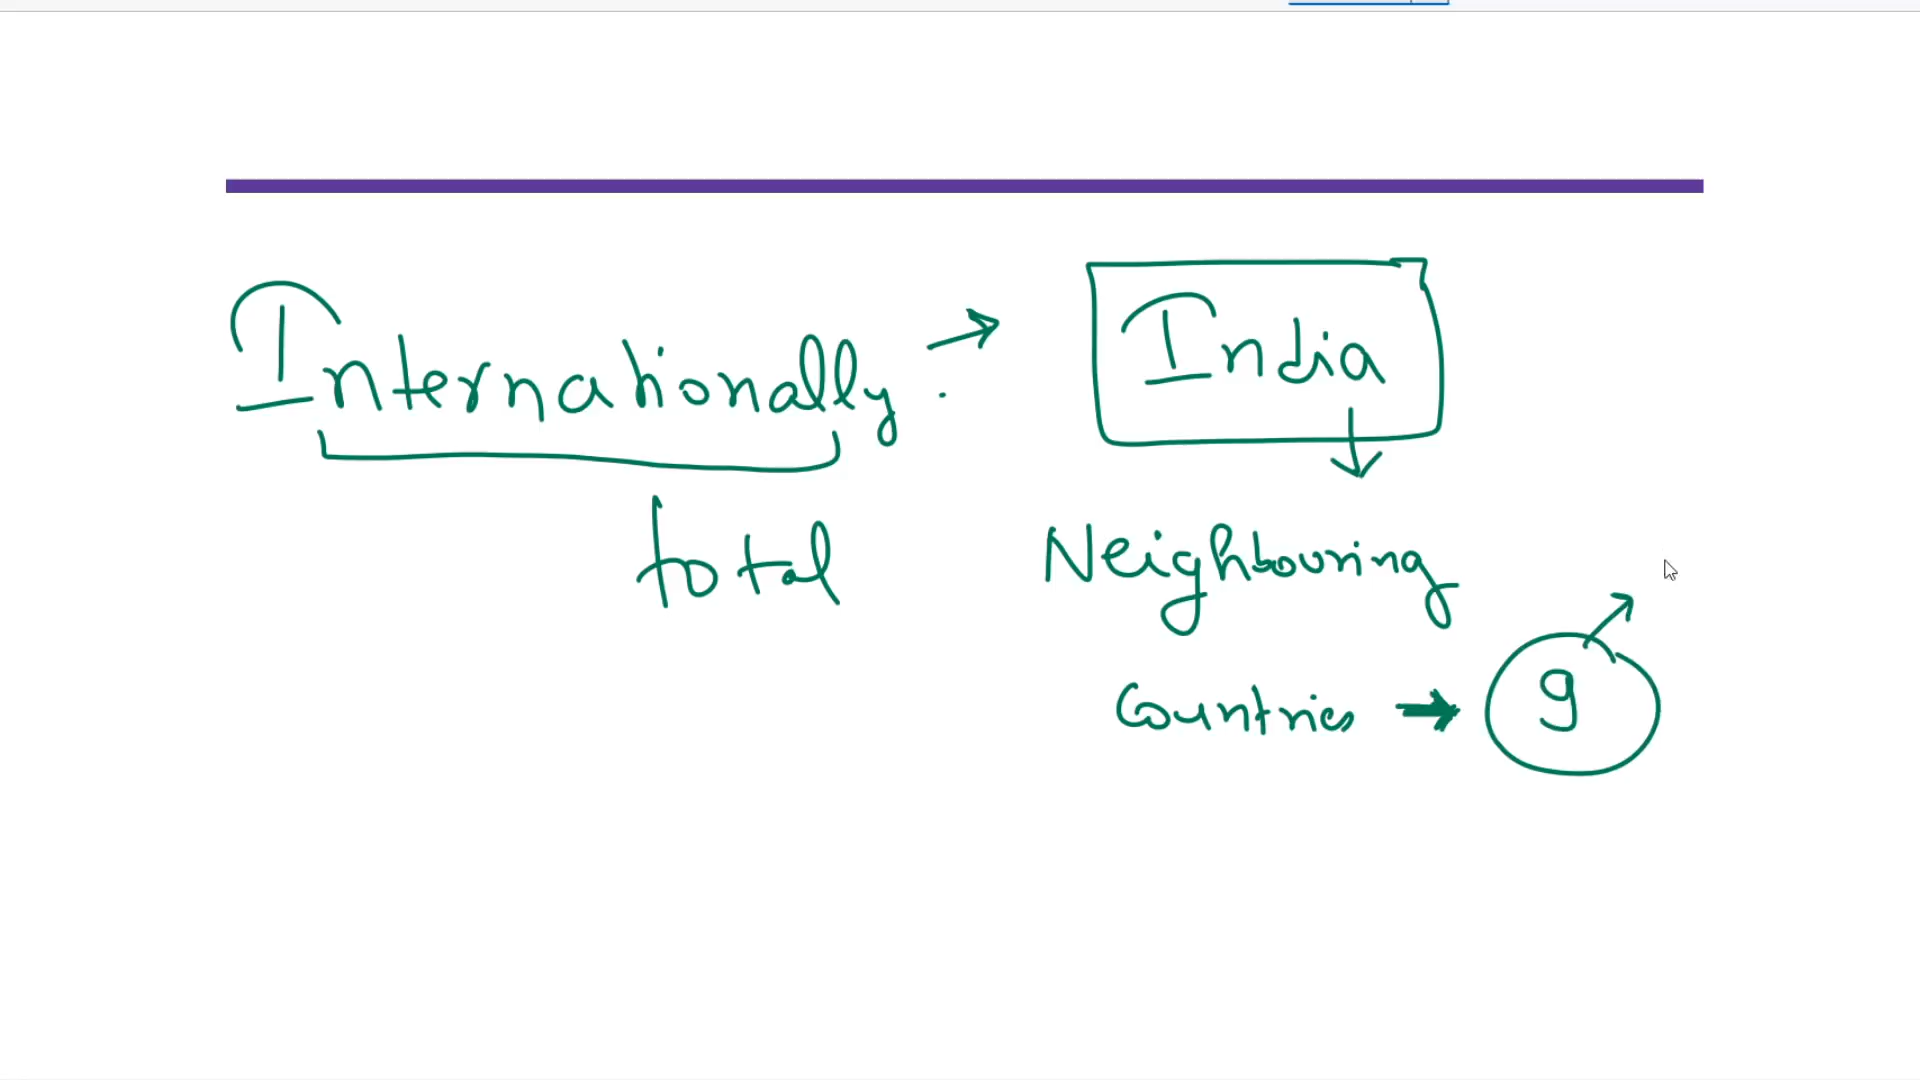 Internationally. → India
total
Neighbouring
Countries → 9